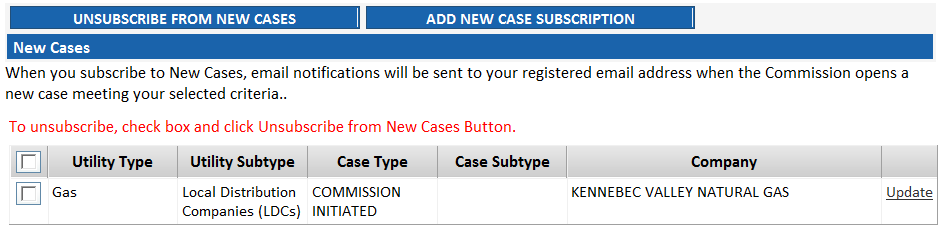 UNSUBSCRIBE FROM NEW CASES ADD NEW CASE SUBSCRIPTION
New Cases
When you subscribe to New Cases, email notifications will be sent to your registered email address when the Commission opens a
new case meeting your selected criteria..
To unsubscribe, check box and click Unsubscribe from New Cases Button.
Utility Type Utility Subtype Case Type Case Subtype Company
Gas Local Distribution COMMISSION KENNEBEC VALLEY NATURAL GAS Update
Companies (LDCs) INITIATED